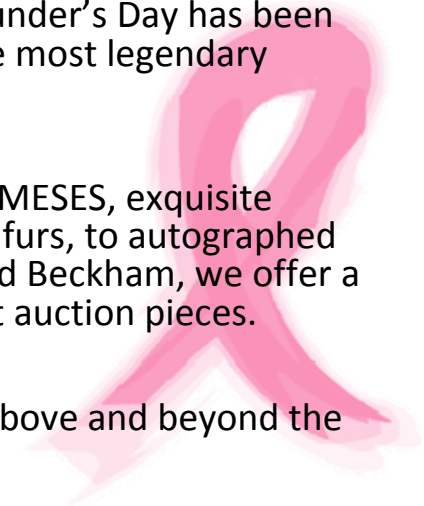 under’s Day has been
e most legendary
MESES, exquisite
furs, to autographed
d Beckham, we offer a
t auction pieces.
bove and beyond the